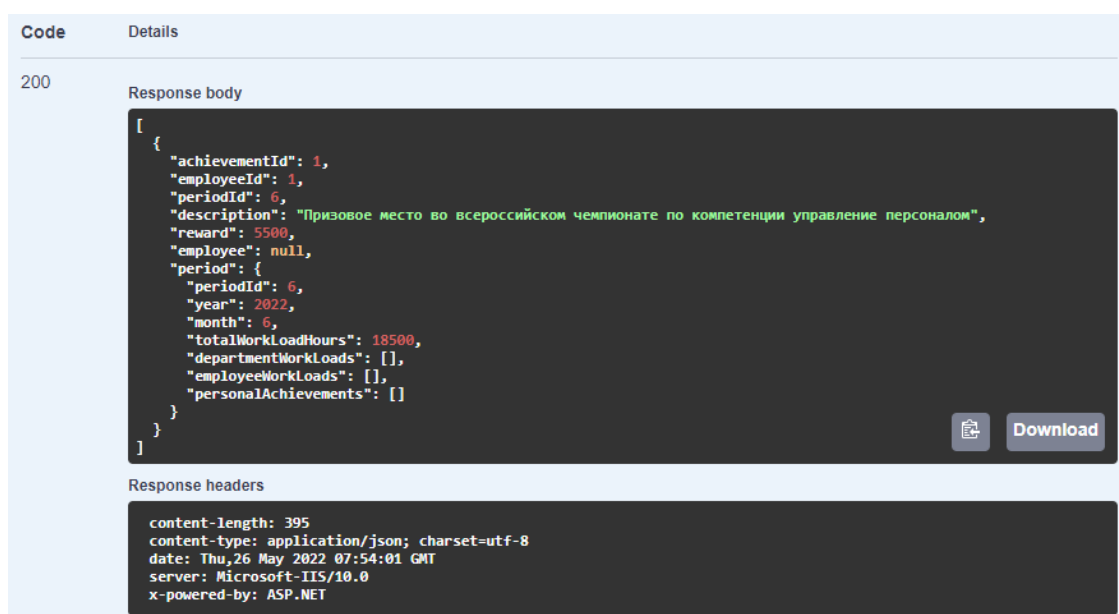 Code Details
200
Response body
[
  {
    "achievementId": 1,
    "employeeId": 1,
    "periodId": 6,
    "description": "Призовое место во всероссийском чемпионате по компетенции управление персоналом",
    "reward": 5500,
    "employee": null,
    "period": {
      "periodId": 6,
      "year": 2022,
      "month": 6,
      "totalWorkLoadHours": 18500,
      "departmentWorkLoads": [],
      "employeeWorkLoads": [],
      "personalAchievements": []
    }
  }
]
Download
Response headers
content-length: 395
content-type: application/json; charset=utf-8
date: Thu,26 May 2022 07:54:01 GMT
server: Microsoft-IIS/10.0
x-powered-by: ASP.NET